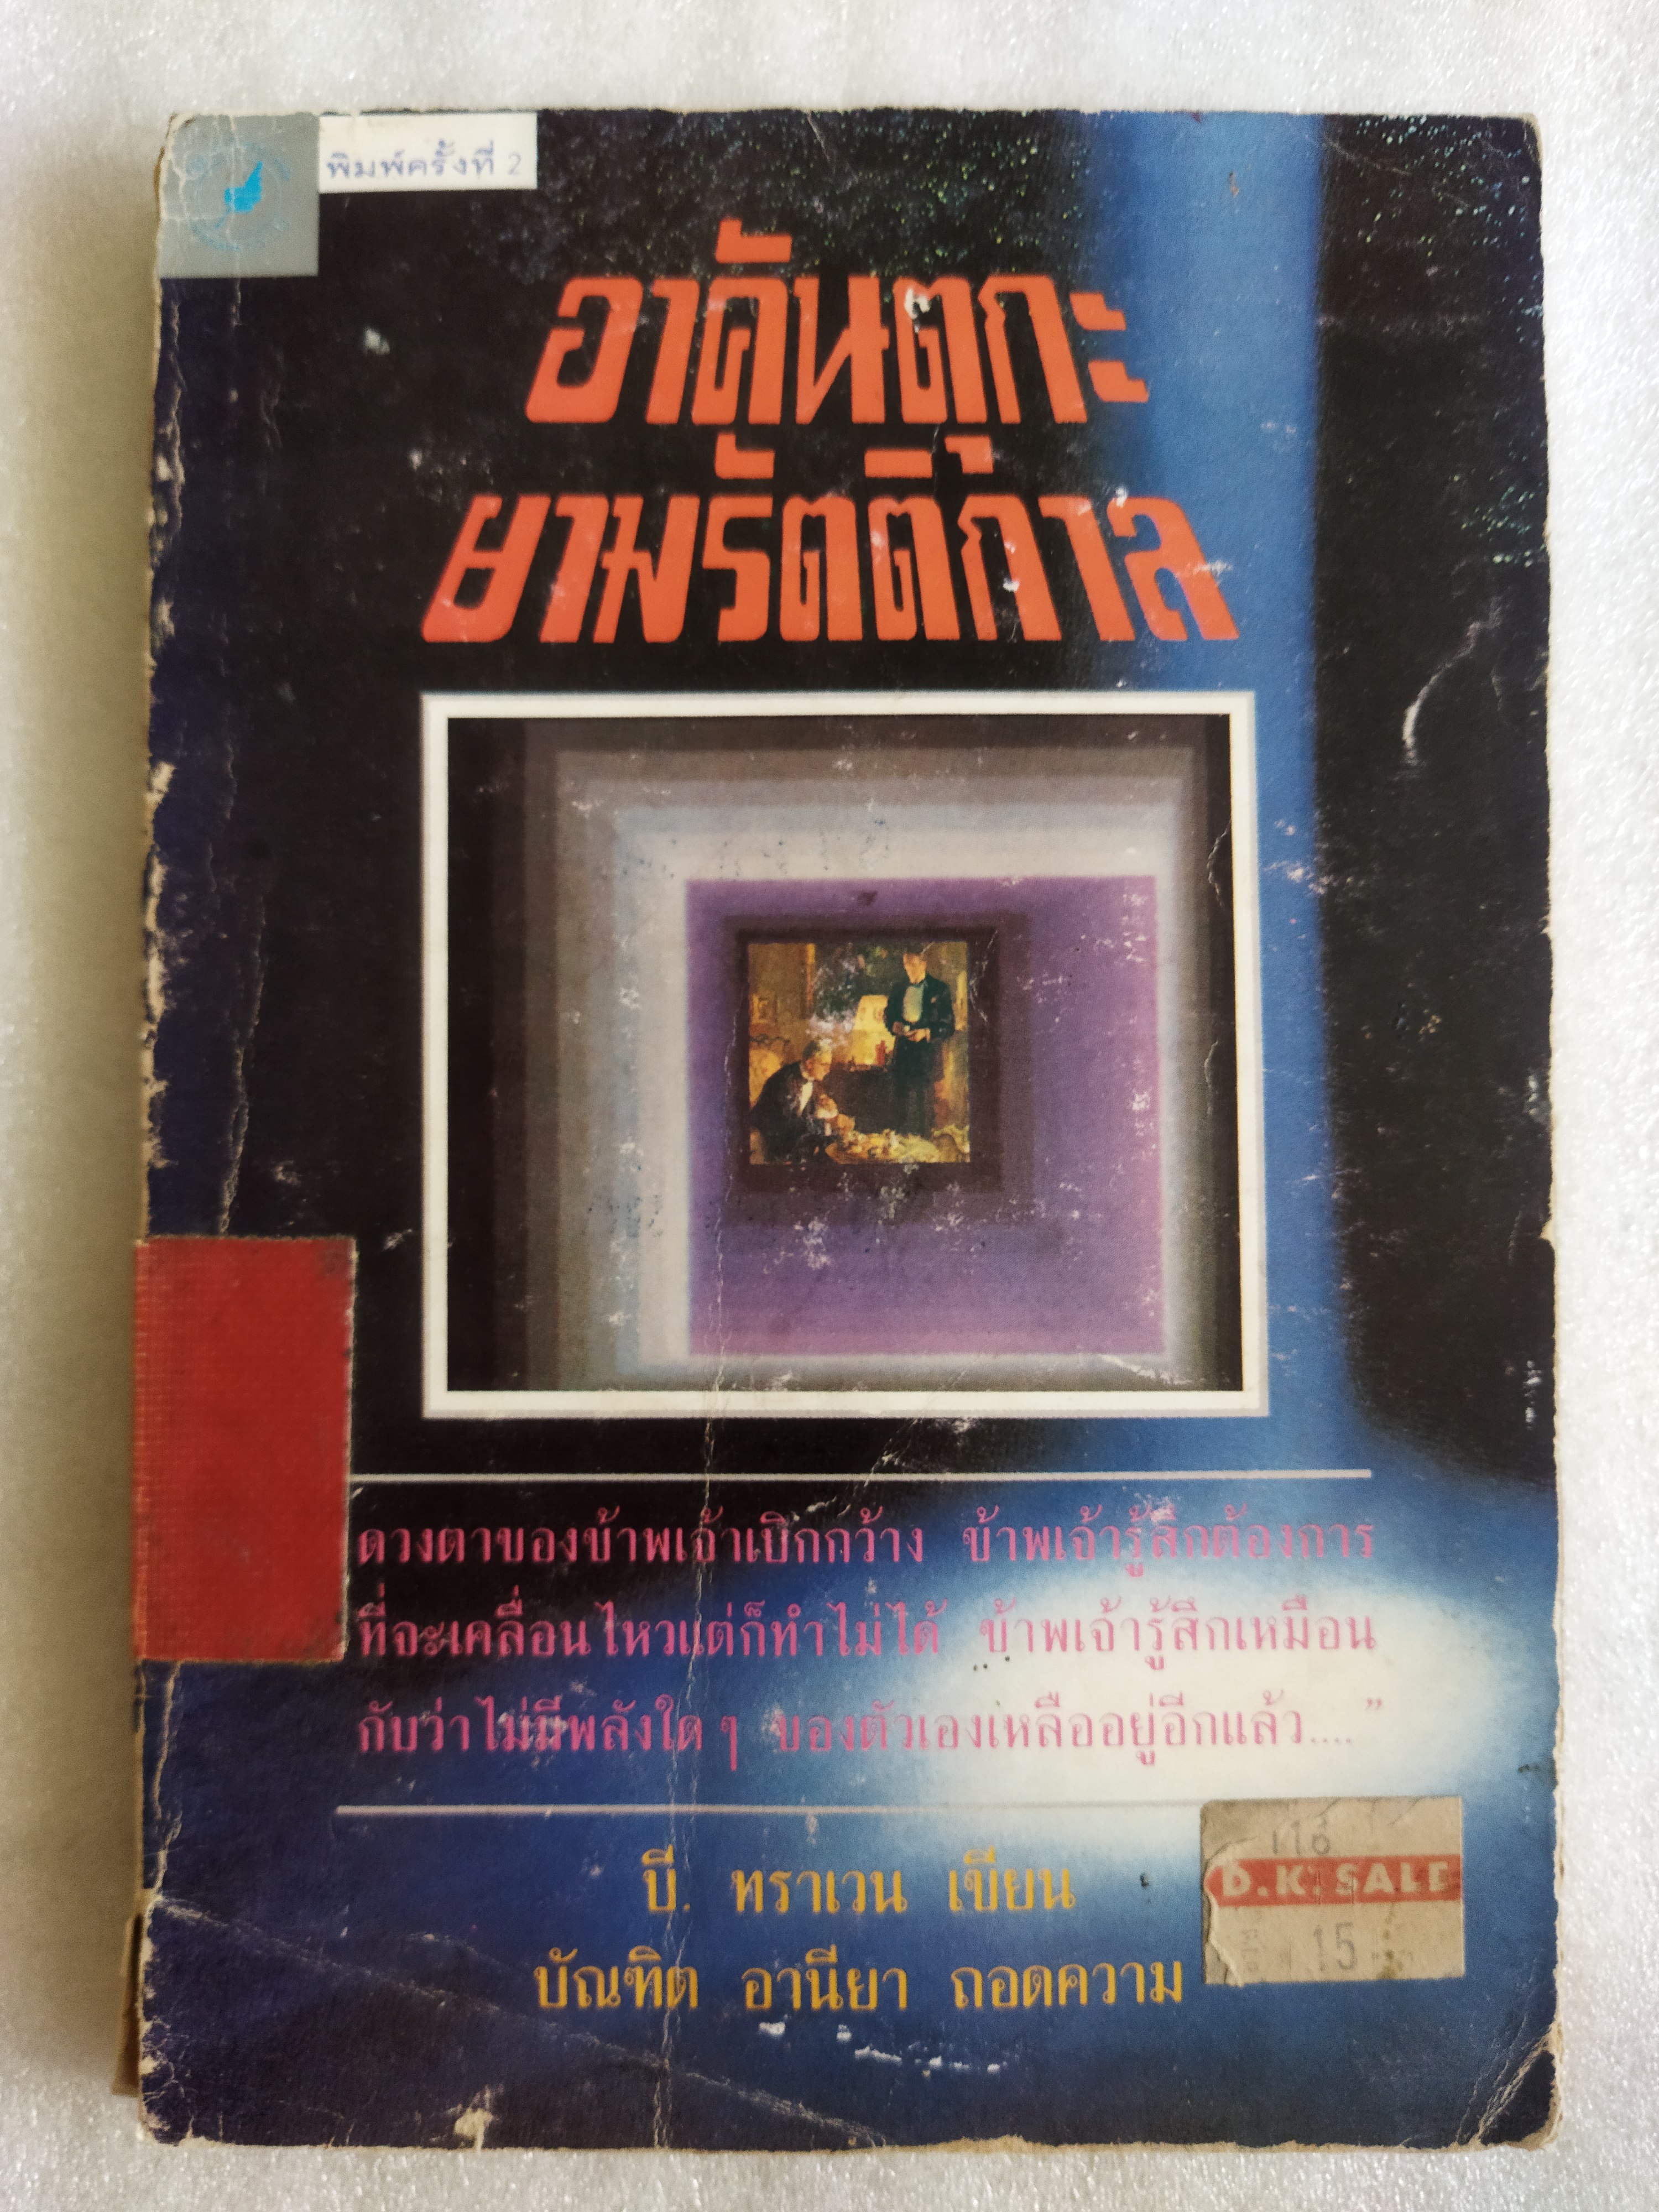 พิมพ์ครั้งที่ 2
อาคันตุกะ
ยามรัตติกาล
ดวงตาของข้าพเจ้าเบิกกว้าง ข้าพเจ้ารู้สึกต้องการ
ที่จะเคลื่อนไหวแต่ก็ทำไม่ได้ ข้าพเจ้ารู้สึกเหมือน
กับว่าไม่มีพลังใด ๆ ของตัวเองเหลืออยู่อีกแล้ว....”
บี. ทราเวน เขียน
บัณฑิต อานียา ถอดความ
116
D.K. SALE
15